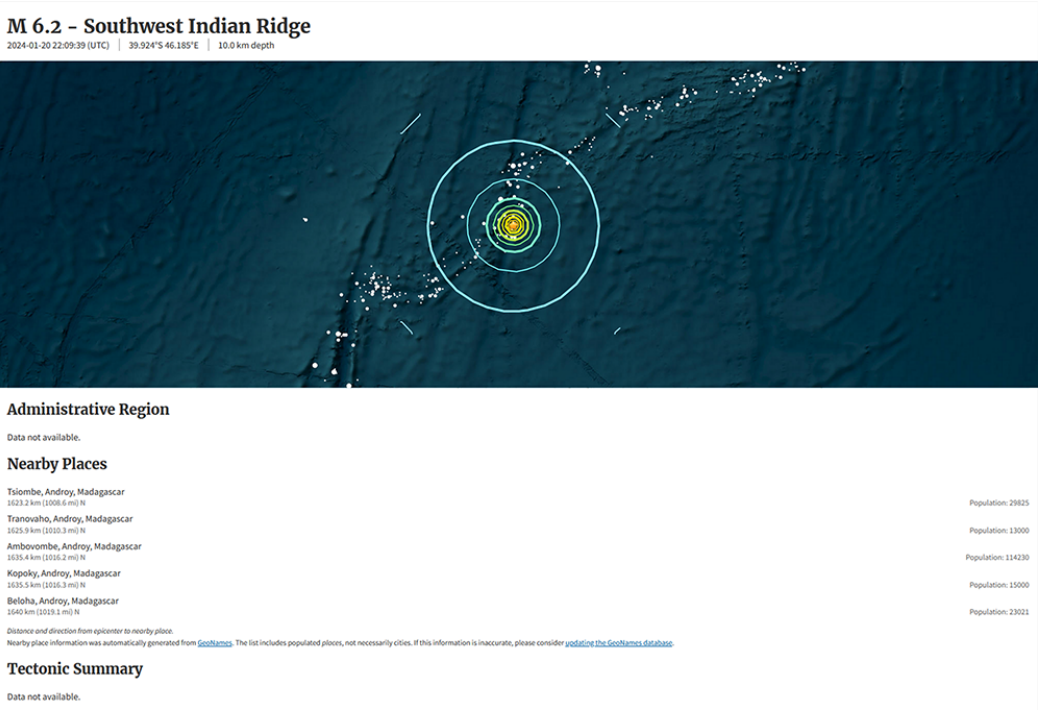 M 6.2 - Southwest Indian Ridge
2024-01-20 22:09:39 (UTC) | 39.924°S 46.185°E | 10.0 km depth
Administrative Region
Data not available.
Nearby Places
Tsiombe, Androy, Madagascar
1623.2 km (1008.6 mi) N Population: 29825
Tranovaho, Androy, Madagascar
1625.9 km (1010.3 mi) N Population: 13000
Ambovombe, Androy, Madagascar
1635.4 km (1016.2 mi) N Population: 114230
Kopoky, Androy, Madagascar
1635.5 km (1016.3 mi) N Population: 15000
Beloha, Androy, Madagascar
1640 km (1019.1 mi) N Population: 23021
Distance and direction from epicenter to nearby place.
Nearby place information was automatically generated from GeoNames. The list includes populated places, not necessarily cities. If this information is inaccurate, please consider updating the GeoNames database.
Tectonic Summary
Data not available.